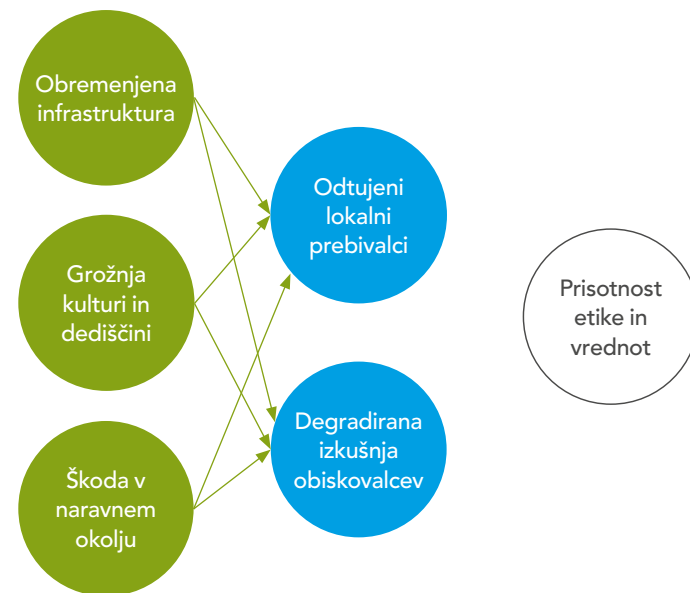 Obremenjena
infrastruktura
Grožnja
kulturi in
dediščini
Škoda v
naravnem
okolju
Odtujeni
lokalni
prebivalci
Degradirana
izkušnja
obiskovalcev
Prisotnost
etike in
vrednot